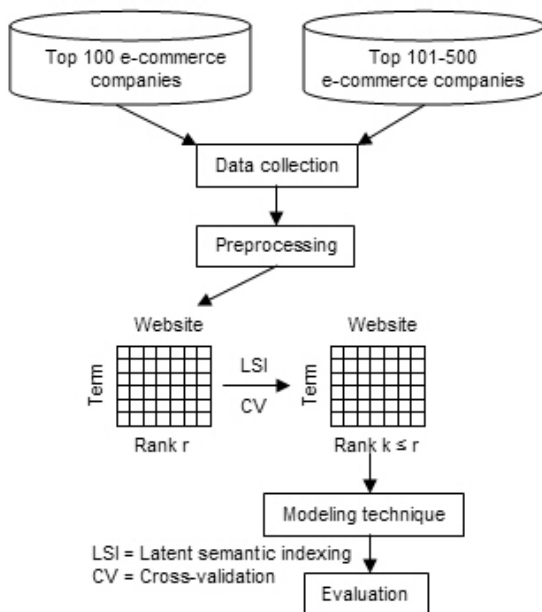 Top 100 e-commerce
companies
Top 101-500
e-commerce companies
Data collection
Preprocessing
Website
Term
Rank r
LSI
CV
Website
Term
Rank k ≤ r
Modeling technique
LSI = Latent semantic indexing
CV = Cross-validation
Evaluation